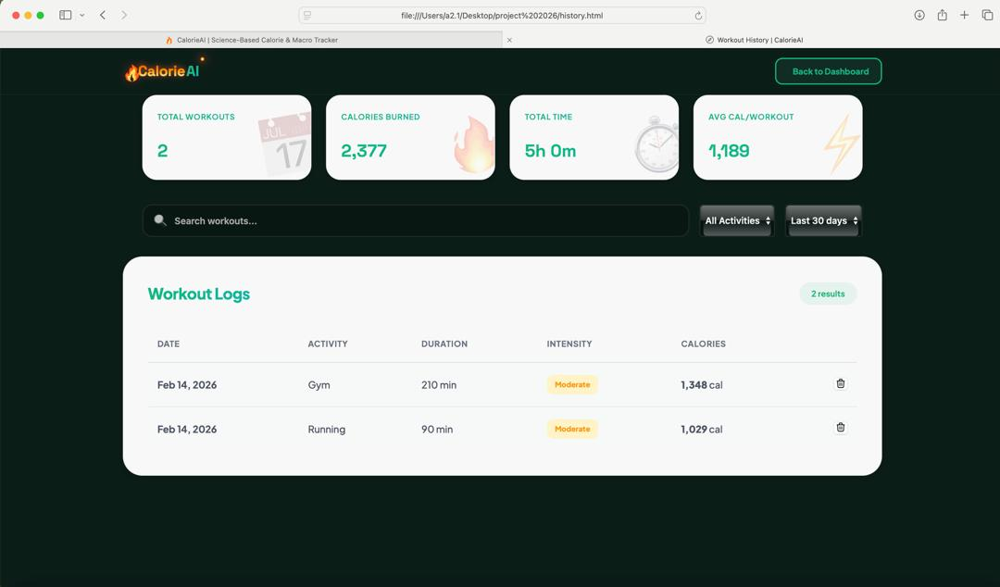 file:///Users/a2.1/Desktop/project%202026/history.html
CalorieAI | Science-Based Calorie & Macro Tracker
Workout History | CalorieAI
CalorieAI
Back to Dashboard
TOTAL WORKOUTS
2
JUL
17
CALORIES BURNED
2,377
TOTAL TIME
5h 0m
AVG CAL/WORKOUT
1,189
Search workouts...
All Activities
Last 30 days
Workout Logs
2 results
DATE ACTIVITY DURATION INTENSITY CALORIES
Feb 14, 2026 Gym 210 min Moderate 1,348 cal
Feb 14, 2026 Running 90 min Moderate 1,029 cal